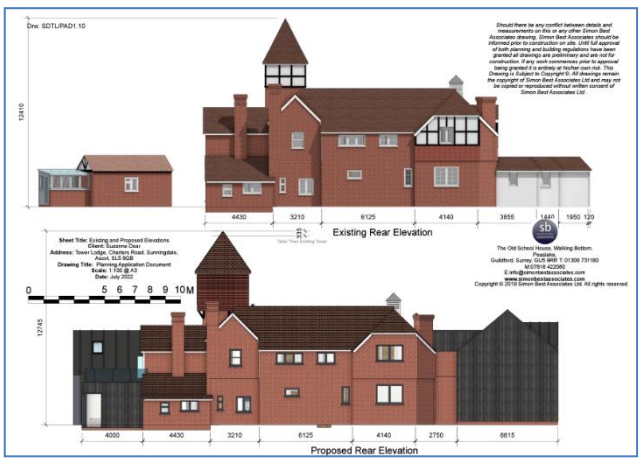 Drw. SDTL/PAD1.10
Should there be any conflict between details and
measurements on this or any other Simon Best
Associates drawing, Simon Best Associates should be
informed prior to construction on site. Until full approval
of both planning and building regulations have been
granted all drawings are preliminary and are not for
construction. If any work commences prior to approval
being granted it is entirely at his/her own risk. This
Drawing is Subject to Copyright ©. All drawings remain
the copyright of Simon Best Associates Ltd and may not
be copied or reproduced without written consent of
Simon Best Associates Ltd.
12410
4430 3210 6125 4140 3855 1440 1950 120
Existing Rear Elevation
335
Taller Than Existing Tower
Sheet Title: Existing and Proposed Elevations
Client: Suzanne Dear
Address: Tower Lodge, Charters Road, Sunningdale,
Ascot, SL5 9QB
Drawing Title: Planning Application Document
Scale: 1:100 @ A3
Date: July 2022
sb
The Old School House, Walking Bottom,
Peaslake,
Guildford, Surrey, GU5 9RR T: 01306 731180
M:07818 422080
E:info@simonbestassociates.com
www.simonbestassociates.com
Copyright © 2019 Simon Best Associates Ltd. All rights reserved.
0 5 6 7 8 9 10M
12745
4000 4430 3210 6125 4140 2750 6615
Proposed Rear Elevation